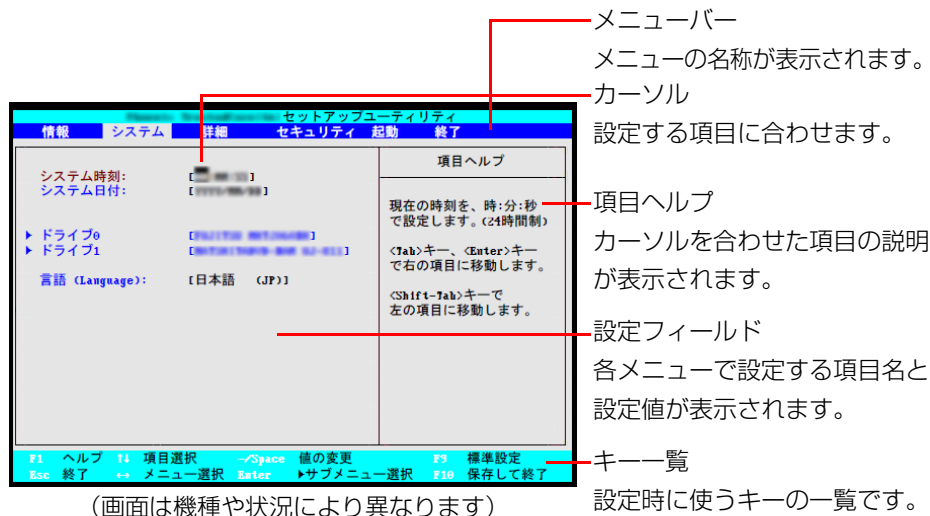 メニューバー
メニューの名称が表示されます。
カーソル
設定する項目に合わせます。
セットアップユーティリティ
情報 システム 詳細 セキュリティ 起動 終了
項目ヘルプ
システム時刻:
システム日付:
現在の時刻を、時:分:秒
で設定します。(24時間制)
項目ヘルプ
カーソルを合わせた項目の説明
が表示されます。
▶ ドライブ0
▶ ドライブ1
<Tab>キー、<Enter>キー
で右の項目に移動します。
言語 (Language): [日本語 (JP)]
<Shift-Tab>キーで
左の項目に移動します。
設定フィールド
各メニューで設定する項目名と
設定値が表示されます。
F1 ヘルプ ↑↓ 項目選択 -/Space 値の変更 F9 標準設定
Esc 終了 ↔ メニュー選択 Enter ▶サブメニュー選択 F10 保存して終了
キー一覧
設定時に使うキーの一覧です。
(画面は機種や状況により異なります)